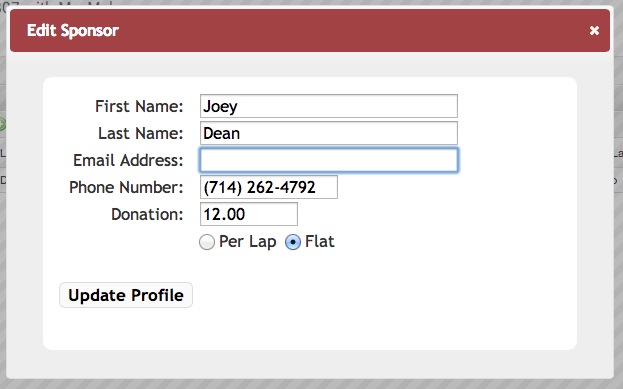 Edit Sponsor ×
First Name: Joey
Last Name: Dean
Email Address:
Phone Number: (714) 262-4792
Donation: 12.00
Per Lap Flat
Update Profile